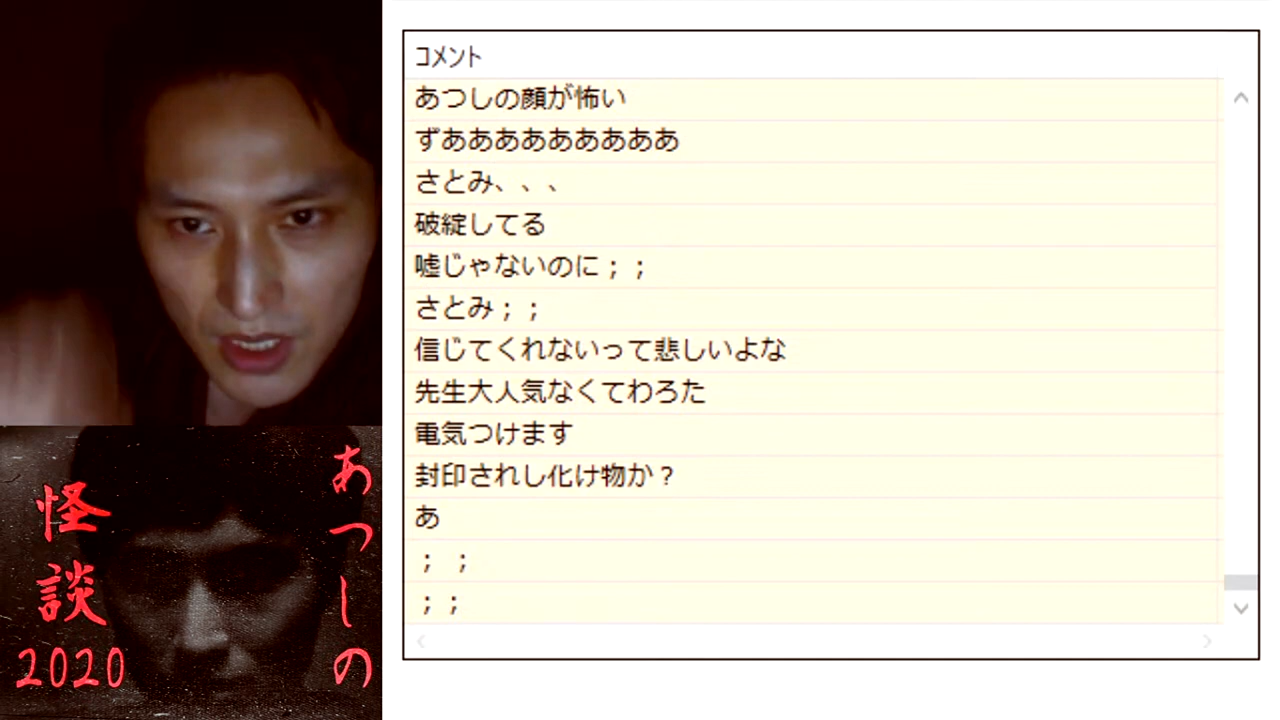 コメント
あつしの顔が怖い
ずあああああああああ
さとみ、、、
破綻してる
嘘じゃないのに；；
さとみ；；
信じてくれないって悲しいよな
先生大人気なくてわろた
電気つけます
封印されし化け物か？
あ
； ；
；；
あつしの
怪談
2020